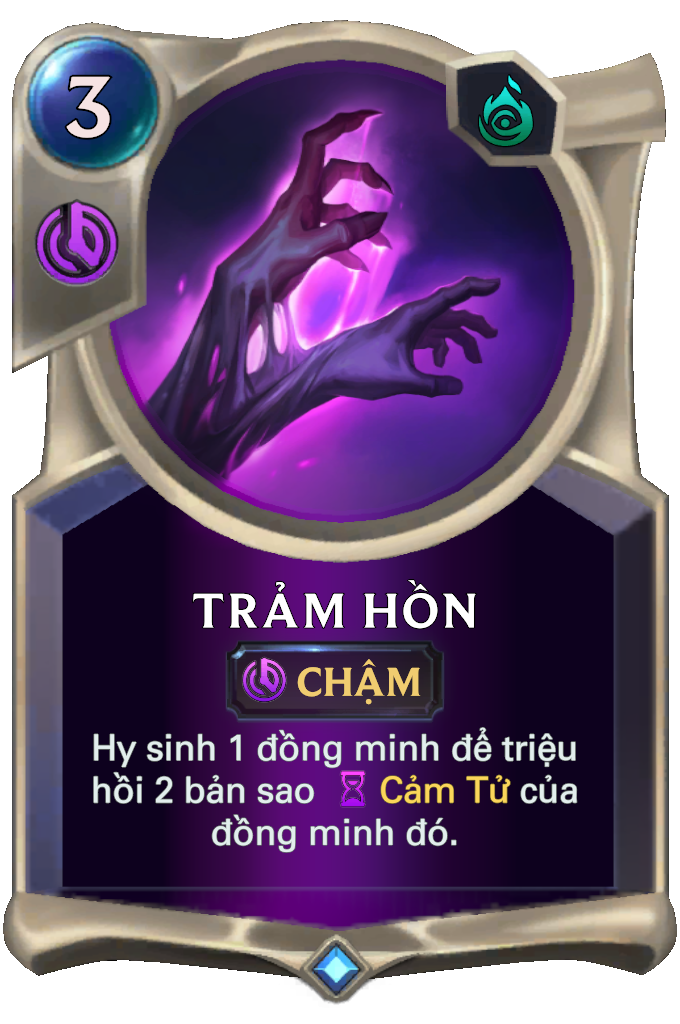 3
TRẢM HỒN
CHẬM
Hy sinh 1 đồng minh để triệu
hồi 2 bản sao Cảm Tử của
đồng minh đó.